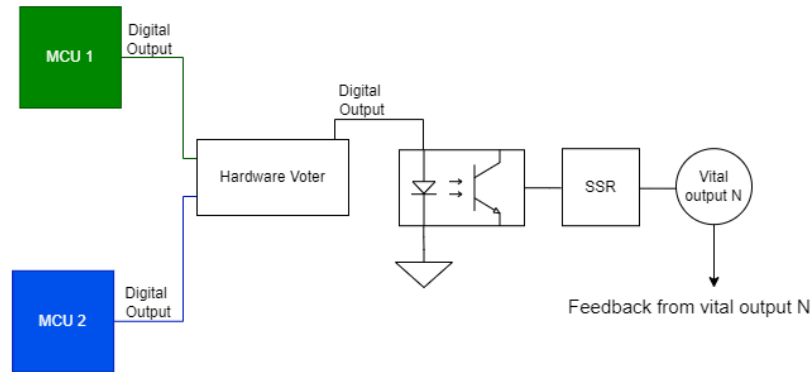 MCU 1
Digital
Output
Digital
Output
Hardware Voter
SSR
Vital
output N
Digital
Output
MCU 2
Feedback from vital output N